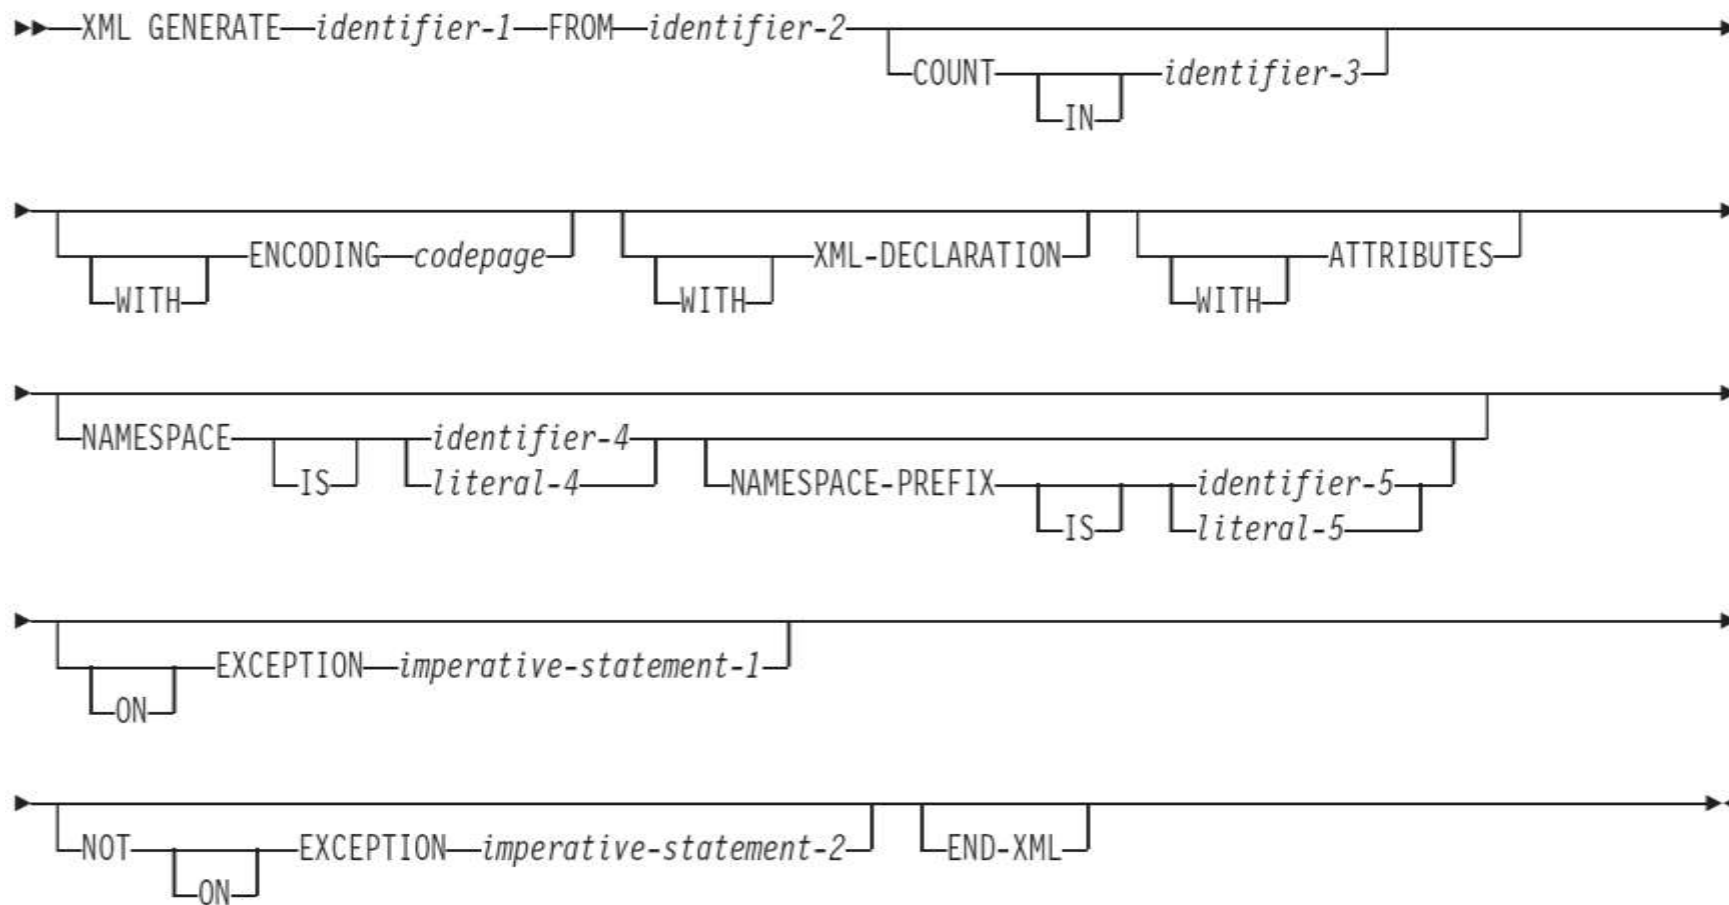 XML GENERATE identifier-1 FROM identifier-2
COUNT identifier-3
IN
ENCODING codepage XML-DECLARATION ATTRIBUTES
WITH WITH WITH
NAMESPACE identifier-4
IS literal-4 NAMESPACE-PREFIX identifier-5
IS literal-5
EXCEPTION imperative-statement-1
ON
NOT EXCEPTION imperative-statement-2 END-XML
ON